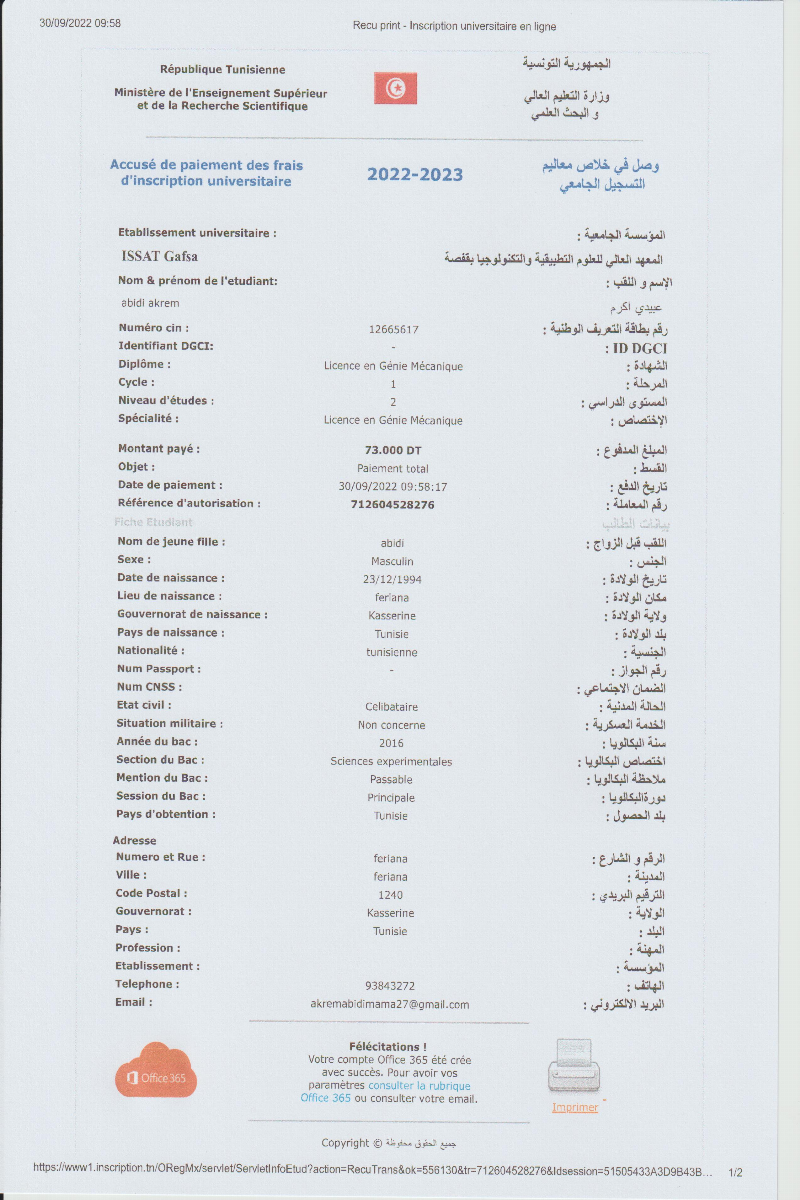 30/09/2022 09:58
Recu print - Inscription universitaire en ligne
République Tunisienne
الجمهورية التونسية
Ministère de l'Enseignement Supérieur
et de la Recherche Scientifique
وزارة التعليم العالي
و البحث العلمي
Accusé de paiement des frais
d'inscription universitaire
2022-2023
وصل في خلاص معاليم
التسجيل الجامعي
Etablissement universitaire :
المؤسسة الجامعية :
ISSAT Gafsa
المعهد العالي للعلوم التطبيقية والتكنولوجيا بقفصة
Nom & prénom de l'etudiant:
الإسم و اللقب :
abidi akrem
عبيدي اكرم
Numéro cin : 12665617 رقم بطاقة التعريف الوطنية :
Identifiant DGCI: - ID DGCI :
Diplôme : Licence en Génie Mécanique الشهادة :
Cycle : 1 المرحلة :
Niveau d'études : 2 المستوى الدراسي :
Spécialité : Licence en Génie Mécanique الإختصاص :
Montant payé : 73.000 DT المبلغ المدفوع :
Objet : Paiement total القسط :
Date de paiement : 30/09/2022 09:58:17 تاريخ الدفع :
Référence d'autorisation : 712604528276 رقم المعاملة :
Fiche Etudiant بيانات الطالب
Nom de jeune fille : abidi اللقب قبل الزواج :
Sexe : Masculin الجنس :
Date de naissance : 23/12/1994 تاريخ الولادة :
Lieu de naissance : feriana مكان الولادة :
Gouvernorat de naissance : Kasserine ولاية الولادة :
Pays de naissance : Tunisie بلد الولادة :
Nationalité : tunisienne الجنسية :
Num Passport : - رقم الجواز :
Num CNSS : الضمان الاجتماعي :
Etat civil : Celibataire الحالة المدنية :
Situation militaire : Non concerne الخدمة العسكرية :
Année du bac : 2016 سنة البكالويا :
Section du Bac : Sciences experimentales اختصاص البكالويا :
Mention du Bac : Passable ملاحظة البكالويا :
Session du Bac : Principale دورةالبكالويا :
Pays d'obtention : Tunisie بلد الحصول :
Adresse
Numero et Rue : feriana الرقم و الشارع :
Ville : feriana المدينة :
Code Postal : 1240 الترقيم البريدي :
Gouvernorat : Kasserine الولاية :
Pays : Tunisie البلد :
Profession : المهنة :
Etablissement : المؤسسة :
Telephone : 93843272 الهاتف :
Email : akremabidimama27@gmail.com البريد الالكتروني :
Office 365
Félécitations !
Votre compte Office 365 été crée
avec succès. Pour avoir vos
paramètres consulter la rubrique
Office 365 ou consulter votre email.
Imprimer
Copyright © جميع الحقوق محفوظة
https://www1.inscription.tn/ORegMx/servlet/ServletInfoEtud?action=RecuTrans&ok=556130&tr=712604528276&Idsession=51505433A3D9B43B... 1/2